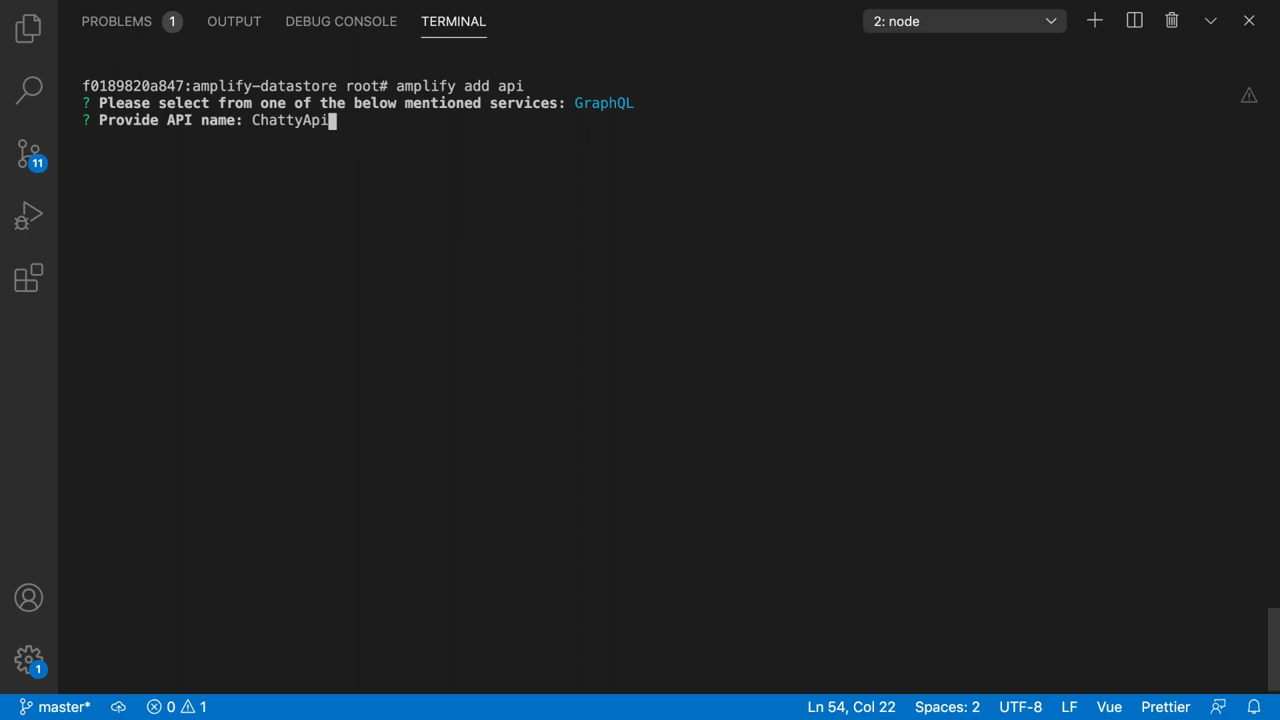 PROBLEMS 1 OUTPUT DEBUG CONSOLE TERMINAL 2: node
f0189820a847:amplify-datastore root# amplify add api
? Please select from one of the below mentioned services: GraphQL
? Provide API name: ChattyApi
11
1
master* 0 1 Ln 54, Col 22 Spaces: 2 UTF-8 LF Vue Prettier